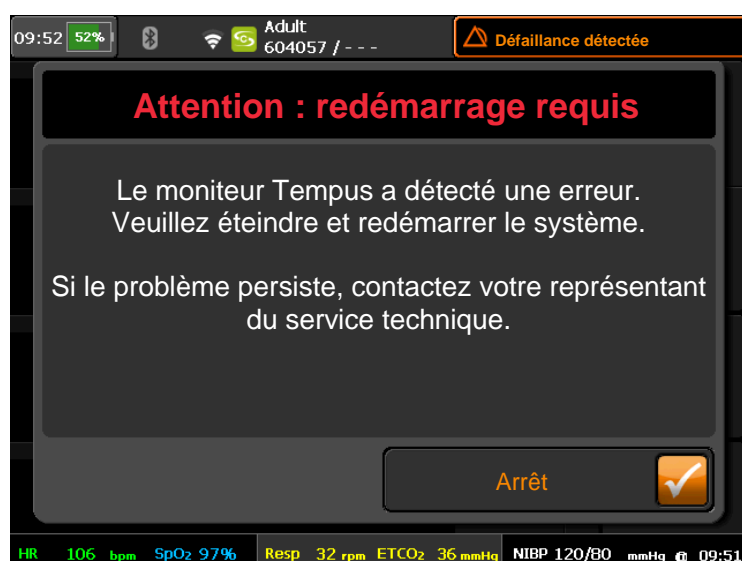 09:52 52% Adult
604057 / - - -
Défaillance détectée
Attention : redémarrage requis
Le moniteur Tempus a détecté une erreur.
Veuillez éteindre et redémarrer le système.
Si le problème persiste, contactez votre représentant
du service technique.
Arrêt
HR 106 bpm SpO2 97% Resp 32 rpm ETCO2 36 mmHg NIBP 120/80 mmHg 09:51